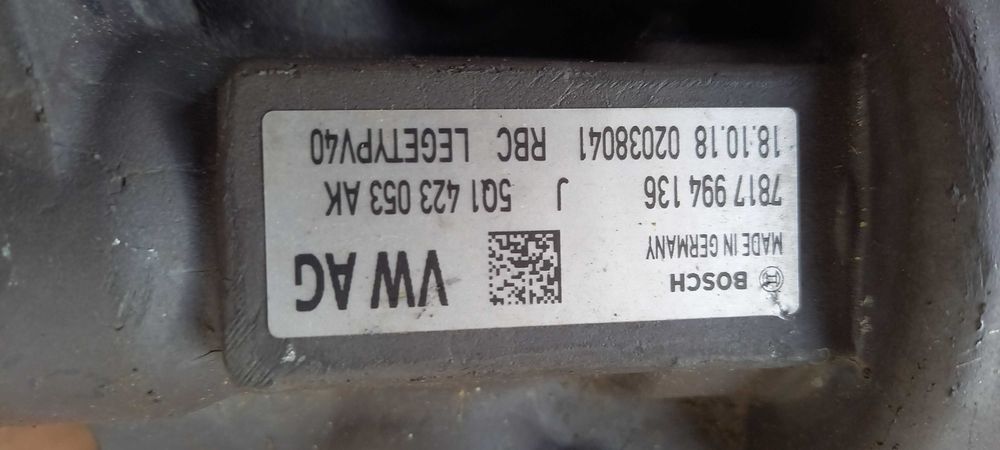 BOSCH VW AG
MADE IN GERMANY
7817 994 136 J 5Q1 423 053 AK
18.10.18 02038041 RBC LEGETYPV40